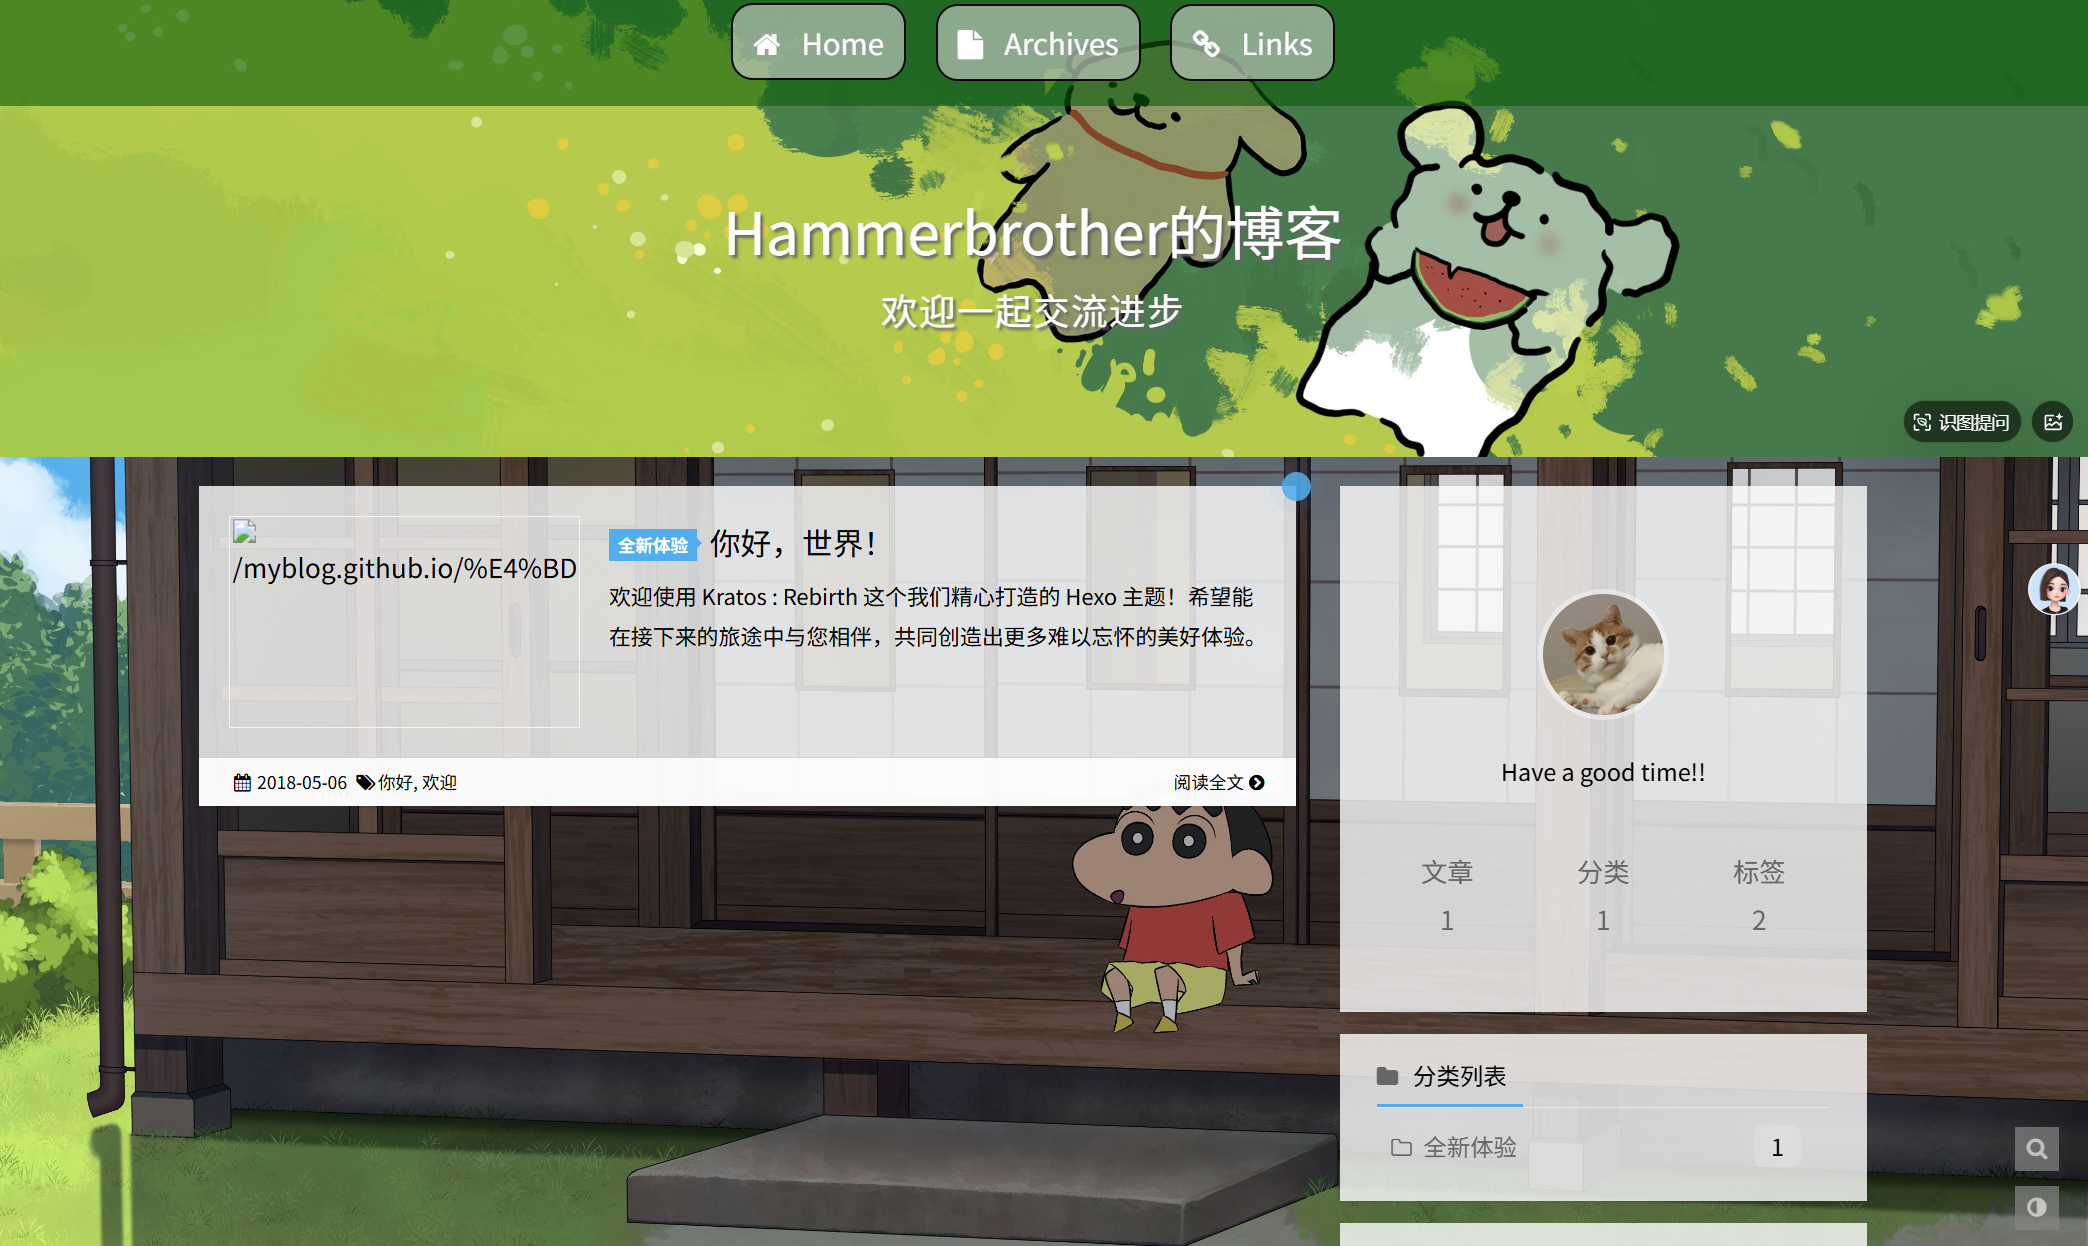 Home
Archives
Links
Hammerbrother的博客
欢迎一起交流进步
识图提问
/myblog.github.io/%E4%BD
全新体验
你好，世界！
欢迎使用 Kratos : Rebirth 这个我们精心打造的 Hexo 主题！希望能
在接下来的旅途中与您相伴，共同创造出更多难以忘怀的美好体验。
2018-05-06 你好, 欢迎
阅读全文
Have a good time!!
文章 分类 标签
1 1 2
分类列表
全新体验 1